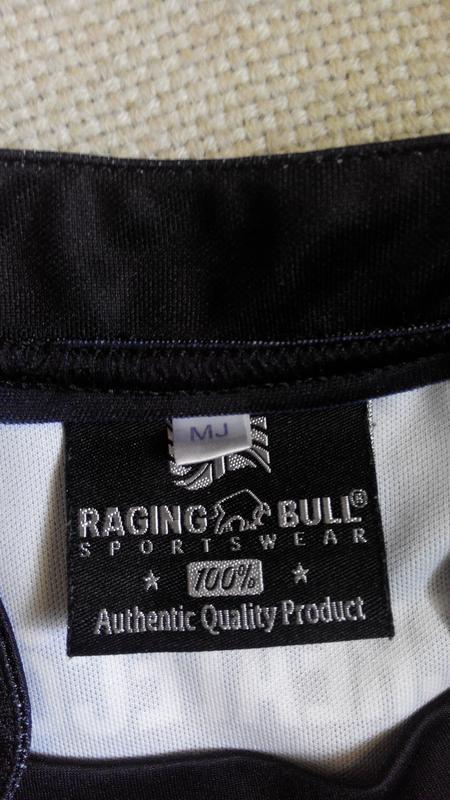 MJ
RAGING BULL®
SPORTSWEAR
100%
Authentic Quality Product